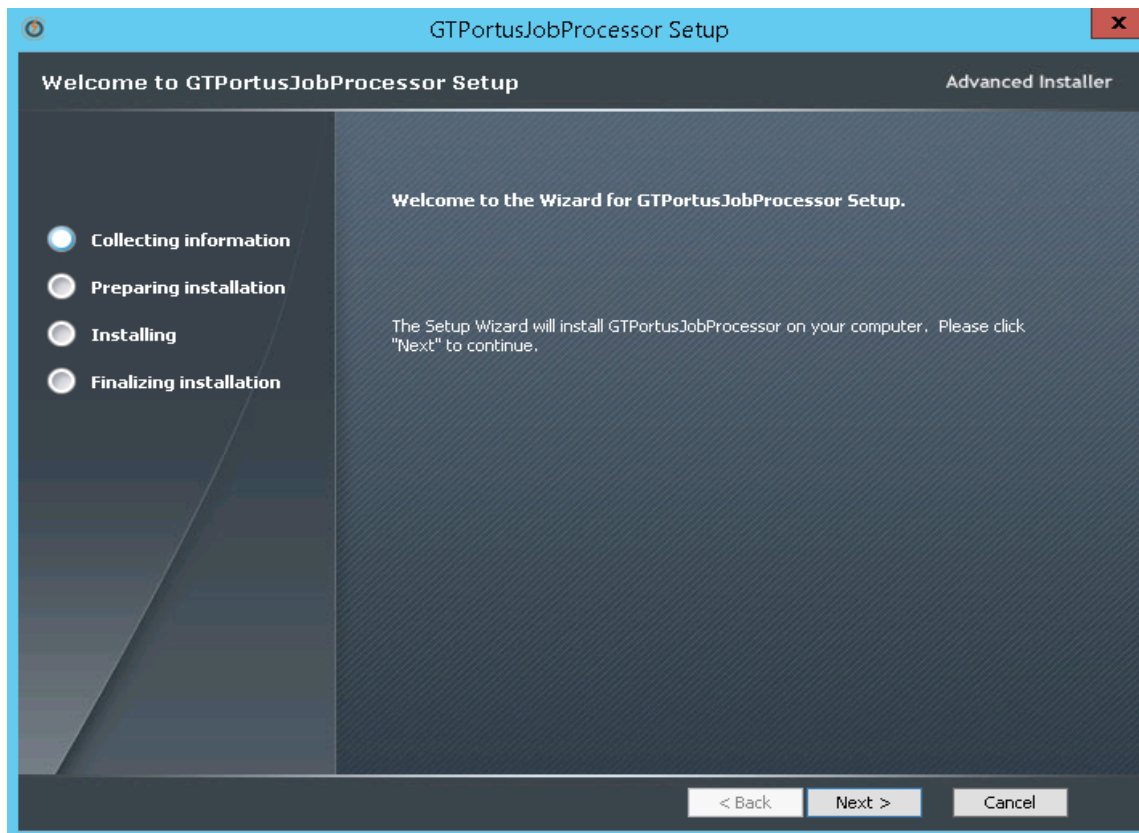 GTPortusJobProcessor Setup
x
Welcome to GTPortusJobProcessor Setup
Advanced Installer
Welcome to the Wizard for GTPortusJobProcessor Setup.
Collecting information
Preparing installation
Installing
Finalizing installation
The Setup Wizard will install GTPortusJobProcessor on your computer. Please click
"Next" to continue.
< Back
Next >
Cancel